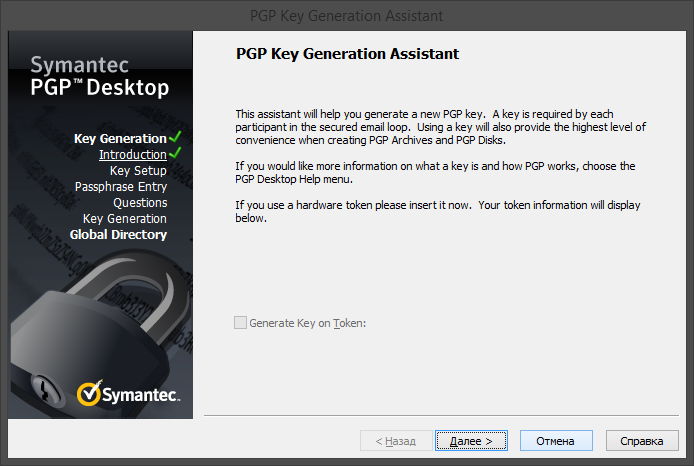 PGP Key Generation Assistant
Symantec
PGP™ Desktop
Key Generation
Introduction
Key Setup
Passphrase Entry
Questions
Key Generation
Global Directory
Symantec.
PGP Key Generation Assistant
This assistant will help you generate a new PGP key. A key is required by each
participant in the secured email loop. Using a key will also provide the highest level of
convenience when creating PGP Archives and PGP Disks.
If you would like more information on what a key is and how PGP works, choose the
PGP Desktop Help menu.
If you use a hardware token please insert it now. Your token information will display
below.
Generate Key on Token:
< Назад
Далее >
Отмена
Справка